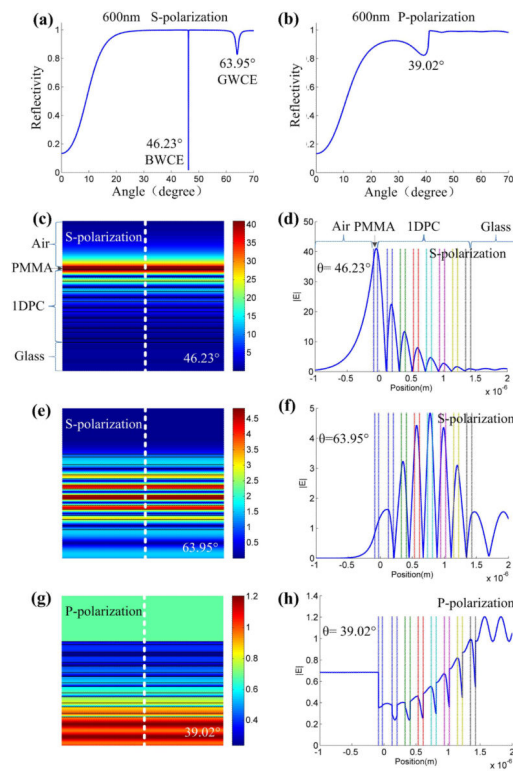 (a) 600nm S-polarization
Reflectivity
1
0.8
0.6
0.4
0.2
0
63.95°
GWCE
46.23°
BWCE
0 10 20 30 40 50 60 70
Angle (degree)
(b) 600nm P-polarization
Reflectivity
1
0.8
0.6
0.4
0.2
0
39.02°
0 10 20 30 40 50 60 70
Angle (degree)
(c)
S-polarization
Air
PMMA
1DPC
Glass
46.23°
40
35
30
25
20
15
10
5
(d)
Air PMMA 1DPC Glass
S-polarization
θ= 46.23°
|E|
50
40
30
20
10
0
-1 -0.5 0 0.5 1 1.5 2
Position(m) x 10⁻⁶
(e)
S-polarization
63.95°
4.5
4
3.5
3
2.5
2
1.5
1
0.5
(f)
S-polarization
θ=63.95°
|E|
5
4
3
2
1
0
-1 -0.5 0 0.5 1 1.5 2
Position(m) x 10⁻⁶
(g)
P-polarization
39.02°
1.2
1
0.8
0.6
0.4
(h)
P-polarization
θ= 39.02°
|E|
1.4
1.2
1
0.8
0.6
0.4
0.2
0
-1 -0.5 0 0.5 1 1.5 2
Position(m) x 10⁻⁶